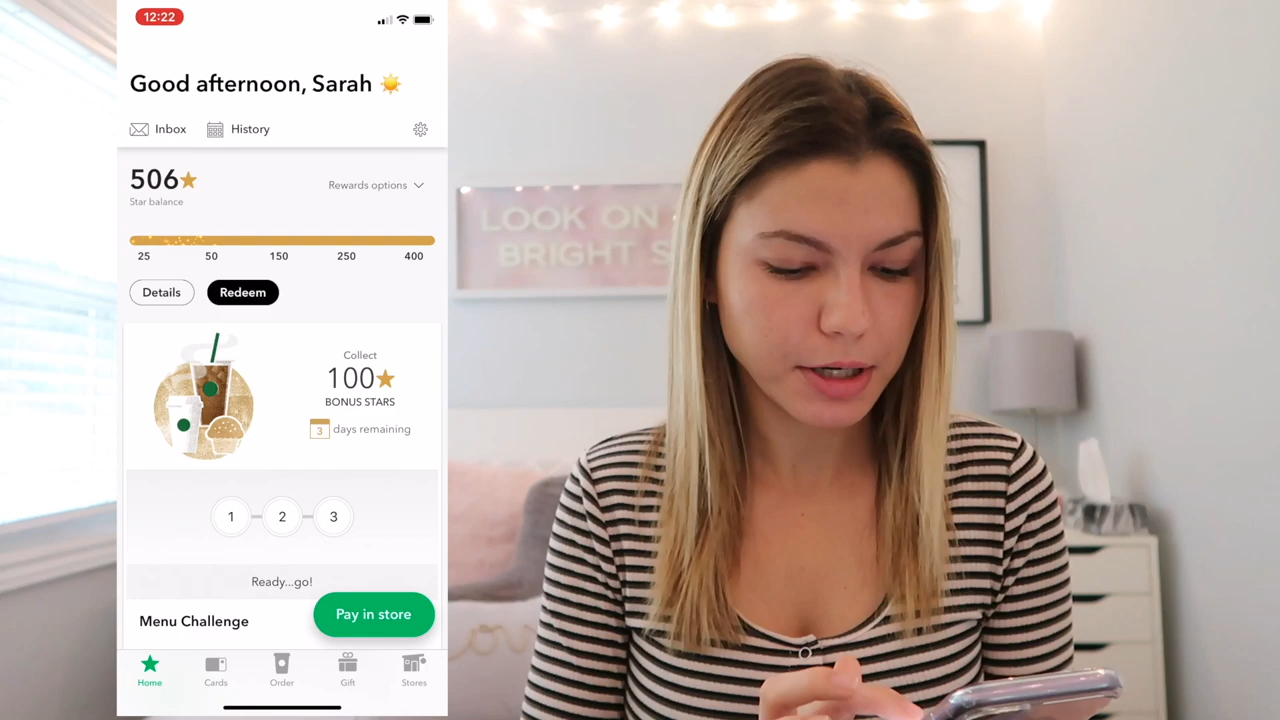 12:22
Good afternoon, Sarah
Inbox
History
506
Rewards options
Star balance
25 50 150 250 400
Details
Redeem
Collect
100
BONUS STARS
3 days remaining
1 2 3
Ready...go!
Menu Challenge
Pay in store
Home
Cards
Order
Gift
Stores
LOOK ON
BRIGHT S